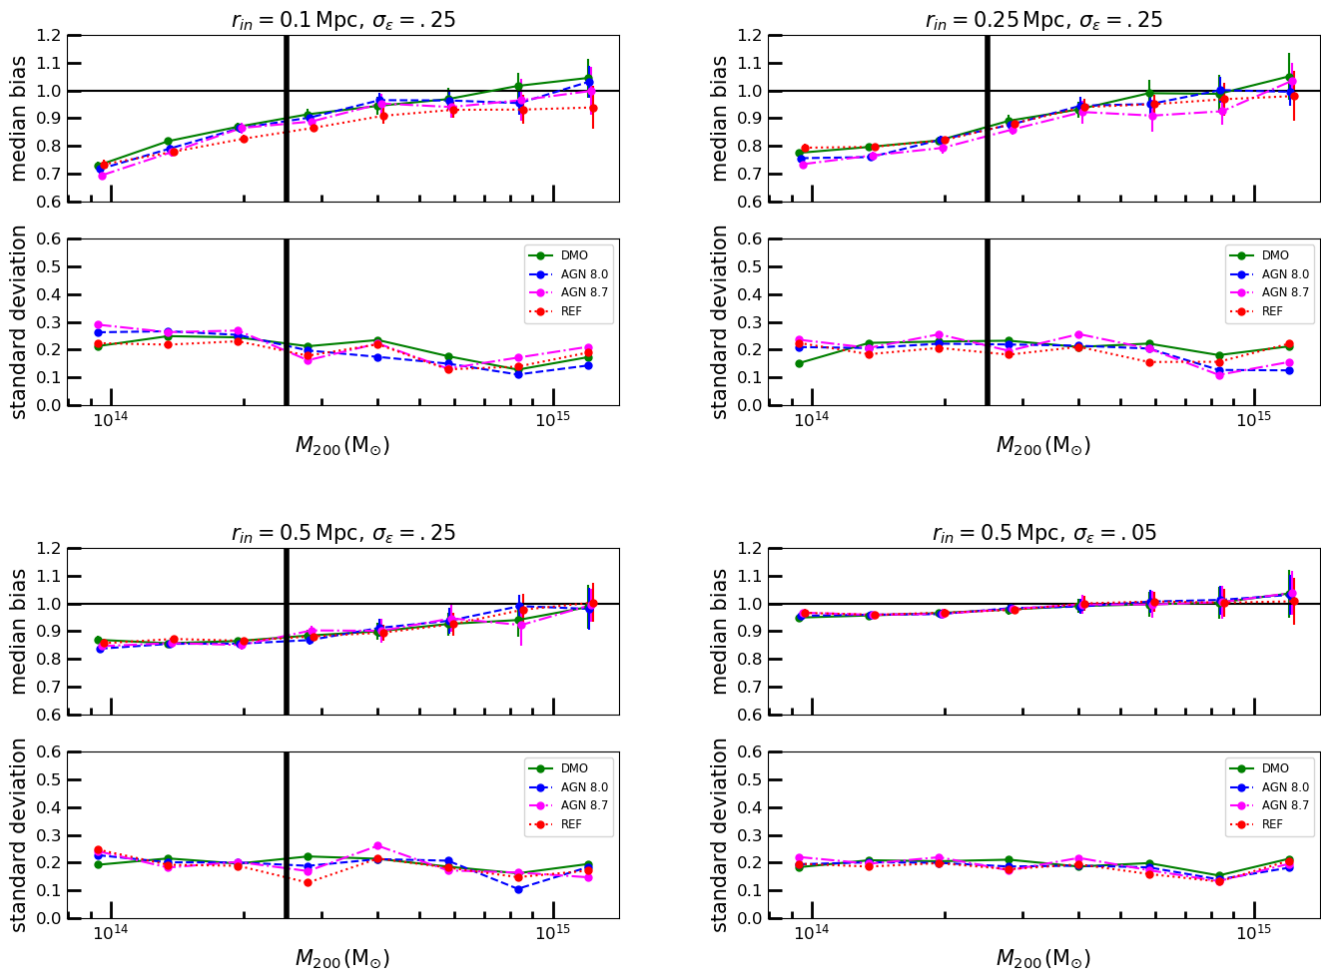 r_in = 0.1 Mpc, σ_ε = .25
1.2
1.1
1.0
0.9
0.8
0.7
0.6
median bias
0.6
0.5
0.4
0.3
0.2
0.1
0.0
standard deviation
DMO
AGN 8.0
AGN 8.7
REF
10^14
10^15
M_200 (M_⊙)
r_in = 0.25 Mpc, σ_ε = .25
1.2
1.1
1.0
0.9
0.8
0.7
0.6
median bias
0.6
0.5
0.4
0.3
0.2
0.1
0.0
standard deviation
DMO
AGN 8.0
AGN 8.7
REF
10^14
10^15
M_200 (M_⊙)
r_in = 0.5 Mpc, σ_ε = .25
1.2
1.1
1.0
0.9
0.8
0.7
0.6
median bias
0.6
0.5
0.4
0.3
0.2
0.1
0.0
standard deviation
DMO
AGN 8.0
AGN 8.7
REF
10^14
10^15
M_200 (M_⊙)
r_in = 0.5 Mpc, σ_ε = .05
1.2
1.1
1.0
0.9
0.8
0.7
0.6
median bias
0.6
0.5
0.4
0.3
0.2
0.1
0.0
standard deviation
DMO
AGN 8.0
AGN 8.7
REF
10^14
10^15
M_200 (M_⊙)